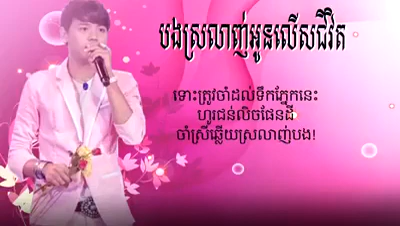 បងស្រលាញ់អូនលើសជីវិត
ទោះត្រូវចាំដល់ទឹកភ្នែកនេះ
ហូរជន់លិចផែនដី
ចាំស្រីឆ្លើយស្រលាញ់បង!